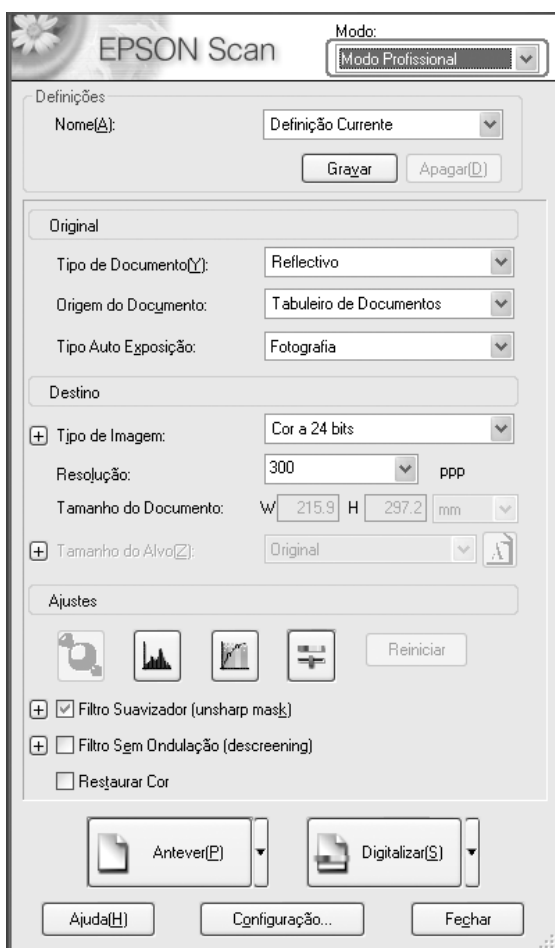 EPSON Scan
Modo:
Modo Profissional
Definições
Nome(A): Definição Currente
Gravar Apagar(D)
Original
Tipo de Documento(Y): Reflectivo
Origem do Documento: Tabuleiro de Documentos
Tipo Auto Exposição: Fotografia
Destino
Tipo de Imagem: Cor a 24 bits
Resolução: 300 ppp
Tamanho do Documento: W 215.9 H 297.2 mm
Tamanho do Alvo(Z): Original
Ajustes
Reiniciar
Filtro Suavizador (unsharp mask)
Filtro Sem Ondulação (descreening)
Restaurar Cor
Antever(P) Digitalizar(S)
Ajuda(H) Configuração... Fechar